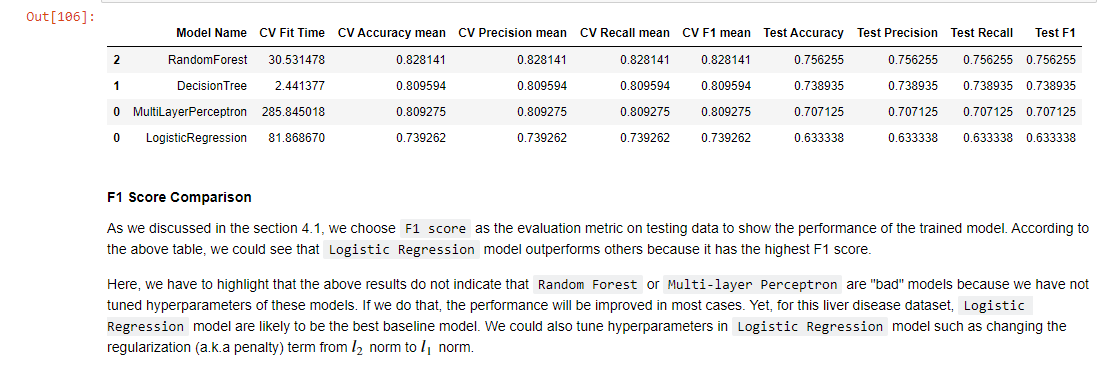 Out[106]:
Model Name CV Fit Time CV Accuracy mean CV Precision mean CV Recall mean CV F1 mean Test Accuracy Test Precision Test Recall Test F1
2 RandomForest 30.531478 0.828141 0.828141 0.828141 0.828141 0.756255 0.756255 0.756255 0.756255
1 DecisionTree 2.441377 0.809594 0.809594 0.809594 0.809594 0.738935 0.738935 0.738935 0.738935
0 MultiLayerPerceptron 285.845018 0.809275 0.809275 0.809275 0.809275 0.707125 0.707125 0.707125 0.707125
0 LogisticRegression 81.868670 0.739262 0.739262 0.739262 0.739262 0.633338 0.633338 0.633338 0.633338
F1 Score Comparison
As we discussed in the section 4.1, we choose F1 score as the evaluation metric on testing data to show the performance of the trained model. According to
the above table, we could see that Logistic Regression model outperforms others because it has the highest F1 score.
Here, we have to highlight that the above results do not indicate that Random Forest or Multi-layer Perceptron are "bad" models because we have not
tuned hyperparameters of these models. If we do that, the performance will be improved in most cases. Yet, for this liver disease dataset, Logistic
Regression model are likely to be the best baseline model. We could also tune hyperparameters in Logistic Regression model such as changing the
regularization (a.k.a penalty) term from l₂ norm to l₁ norm.